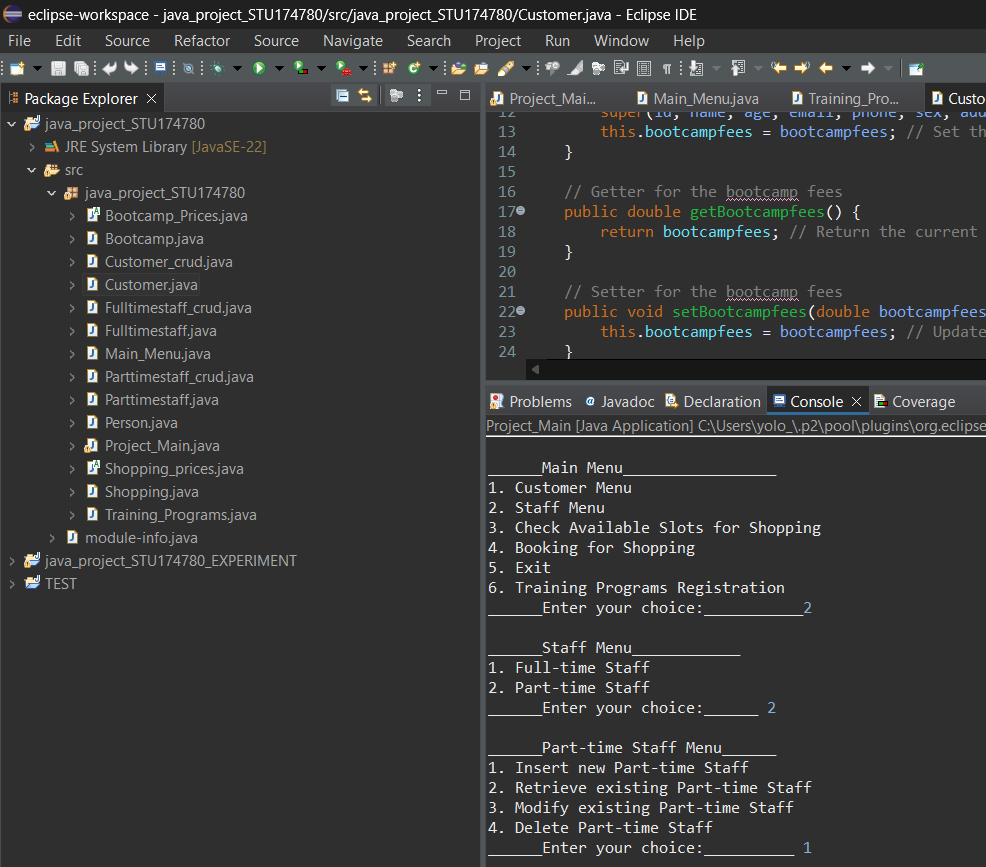 eclipse-workspace - java_project_STU174780/src/java_project_STU174780/Customer.java - Eclipse IDE
File Edit Source Refactor Source Navigate Search Project Run Window Help
Package Explorer
java_project_STU174780
JRE System Library [JavaSE-22]
src
java_project_STU174780
Bootcamp_Prices.java
Bootcamp.java
Customer_crud.java
Customer.java
Fulltimestaff_crud.java
Fulltimestaff.java
Main_Menu.java
Parttimestaff_crud.java
Parttimestaff.java
Person.java
Project_Main.java
Shopping_prices.java
Shopping.java
Training_Programs.java
module-info.java
java_project_STU174780_EXPERIMENT
TEST
Project_Mai... Main_Menu.java Training_Pro... Custo
12 super(id, name, age, email, phone, sex, add
13 this.bootcampfees = bootcampfees; // Set th
14 }
15
16 // Getter for the bootcamp fees
17 public double getBootcampfees() {
18 return bootcampfees; // Return the current
19 }
20
21 // Setter for the bootcamp fees
22 public void setBootcampfees(double bootcampfees
23 this.bootcampfees = bootcampfees; // Update
24 }
Problems Javadoc Declaration Console Coverage
Project_Main [Java Application] C:\Users\yolo_\.p2\pool\plugins\org.eclipse
______Main Menu_________________
1. Customer Menu
2. Staff Menu
3. Check Available Slots for Shopping
4. Booking for Shopping
5. Exit
6. Training Programs Registration
______Enter your choice:___________2
______Staff Menu____________
1. Full-time Staff
2. Part-time Staff
______Enter your choice:______ 2
______Part-time Staff Menu______
1. Insert new Part-time Staff
2. Retrieve existing Part-time Staff
3. Modify existing Part-time Staff
4. Delete Part-time Staff
______Enter your choice:__________ 1